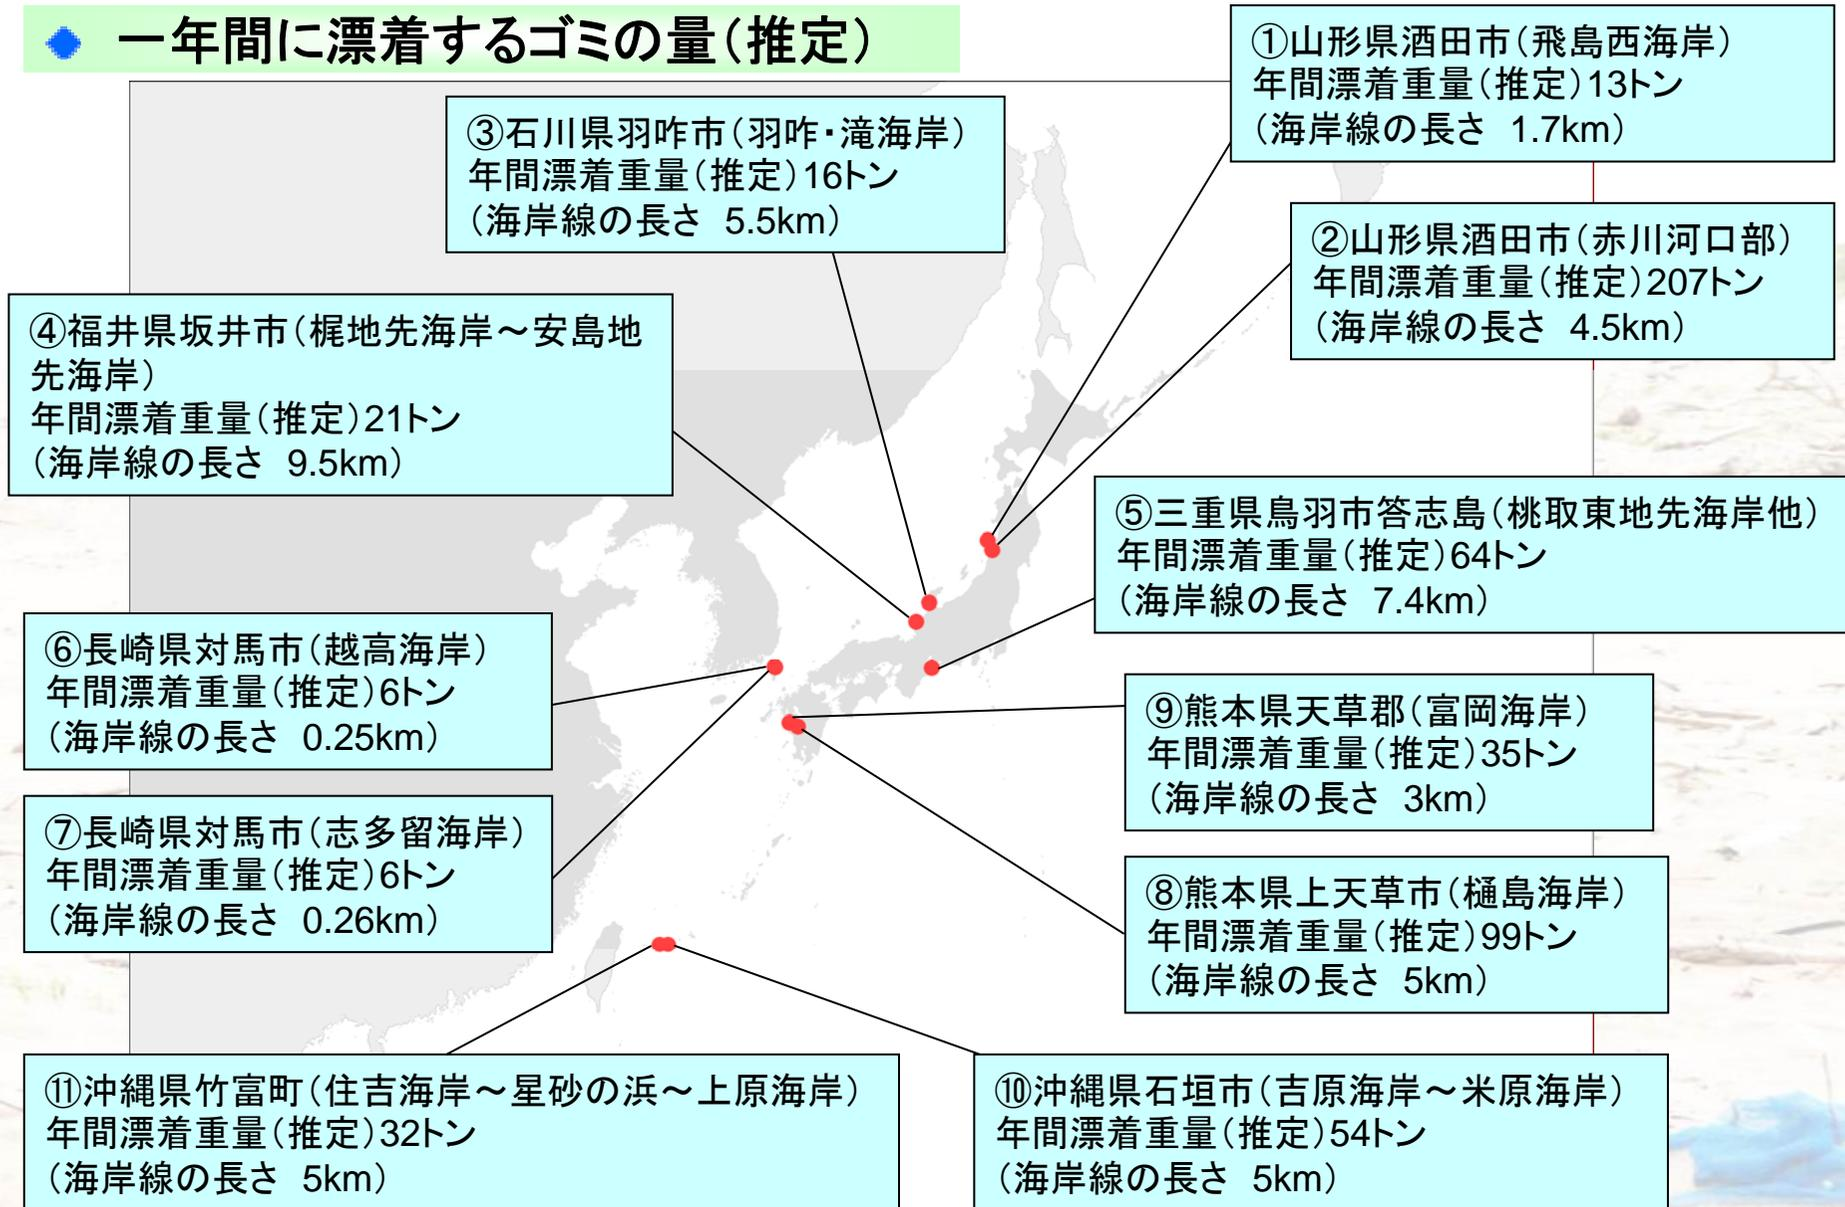 一年間に漂着するゴミの量（推定）
①山形県酒田市（飛島西海岸）
年間漂着重量（推定）13トン
（海岸線の長さ 1.7km）
②山形県酒田市（赤川河口部）
年間漂着重量（推定）207トン
（海岸線の長さ 4.5km）
③石川県羽咋市（羽咋・滝海岸）
年間漂着重量（推定）16トン
（海岸線の長さ 5.5km）
④福井県坂井市（梶地先海岸～安島地
先海岸）
年間漂着重量（推定）21トン
（海岸線の長さ 9.5km）
⑤三重県鳥羽市答志島（桃取東地先海岸他）
年間漂着重量（推定）64トン
（海岸線の長さ 7.4km）
⑥長崎県対馬市（越高海岸）
年間漂着重量（推定）6トン
（海岸線の長さ 0.25km）
⑦長崎県対馬市（志多留海岸）
年間漂着重量（推定）6トン
（海岸線の長さ 0.26km）
⑨熊本県天草郡（富岡海岸）
年間漂着重量（推定）35トン
（海岸線の長さ 3km）
⑧熊本県上天草市（樋島海岸）
年間漂着重量（推定）99トン
（海岸線の長さ 5km）
⑪沖縄県竹富町（住吉海岸～星砂の浜～上原海岸）
年間漂着重量（推定）32トン
（海岸線の長さ 5km）
⑩沖縄県石垣市（吉原海岸～米原海岸）
年間漂着重量（推定）54トン
（海岸線の長さ 5km）